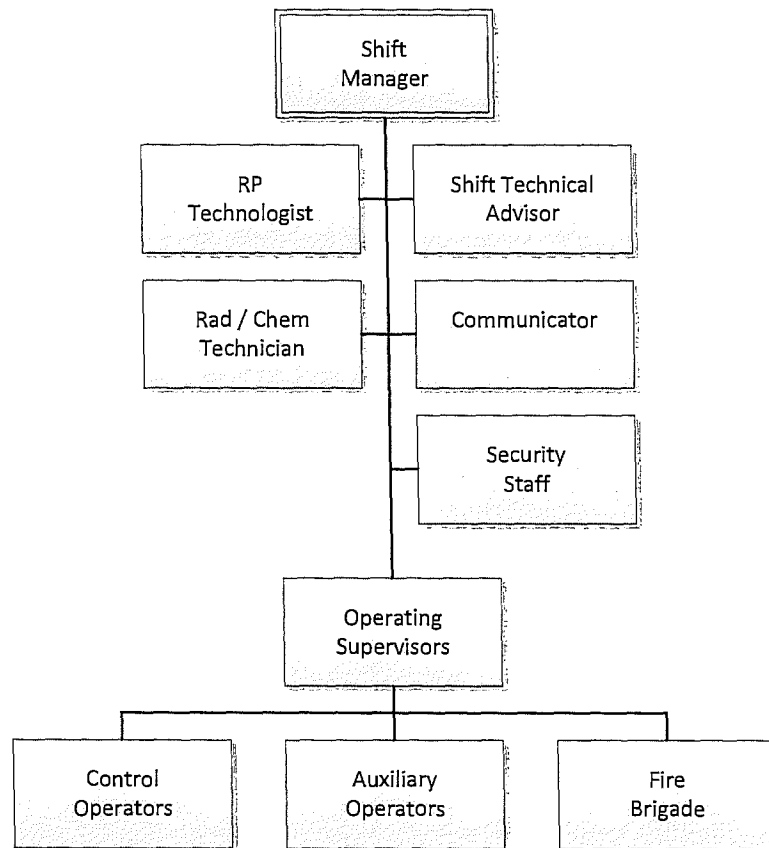 Shift
Manager
RP
Technologist
Shift Technical
Advisor
Rad / Chem
Technician
Communicator
Security
Staff
Operating
Supervisors
Control
Operators
Auxiliary
Operators
Fire
Brigade